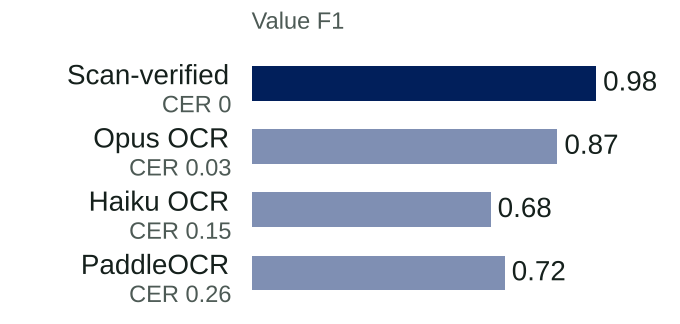 Value F1
Scan-verified
0.98
CER 0
Opus OCR
0.87
CER 0.03
Haiku OCR
0.68
CER 0.15
PaddleOCR
0.72
CER 0.26